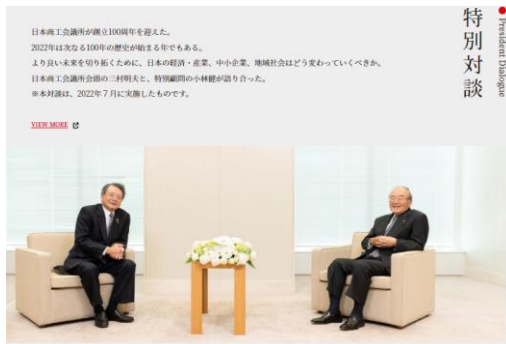 特別対談
President Dialogue
日本商工会議所が創立100周年を迎えた。
2022年は次なる100年の歴史が始まる年でもある。
より良い未来を切り拓くために、日本の経済・産業、中小企業、地域社会はどう変わっていくべきか。
日本商工会議所会頭の三村明夫と、特別顧問の小林健が語り合った。
※本対談は、2022年７月に実施したものです。
VIEW MORE